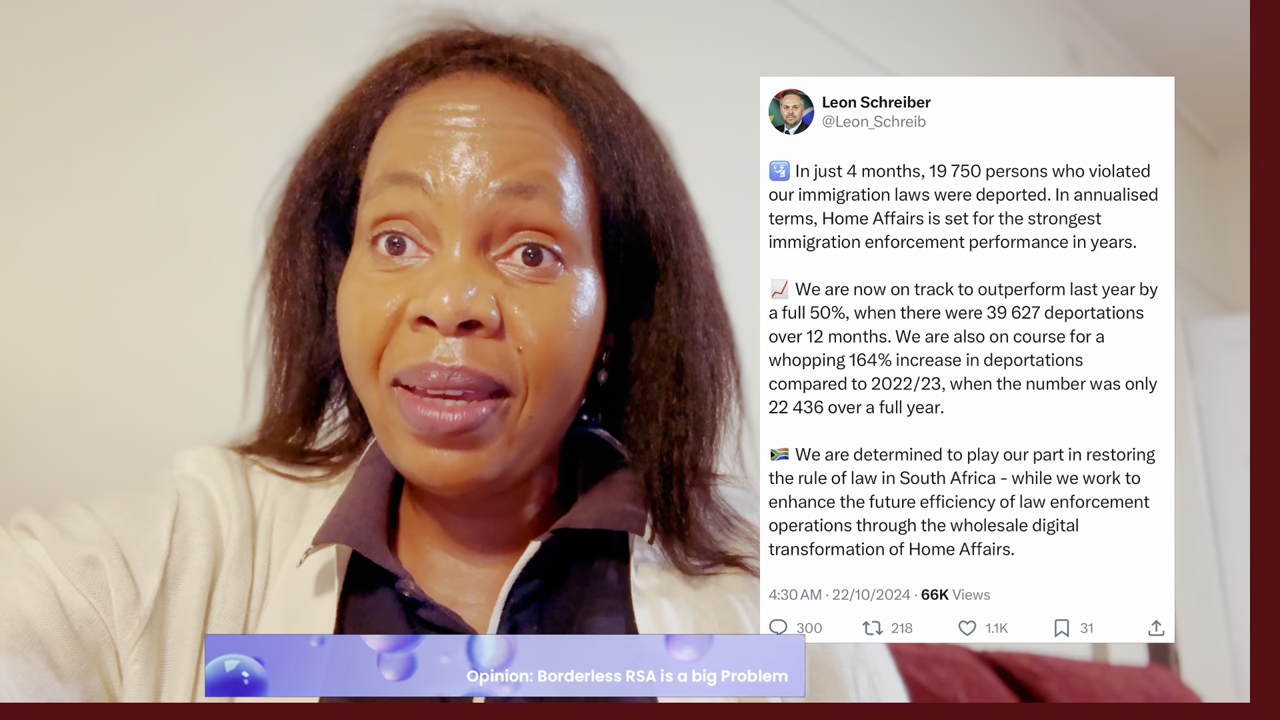 Leon Schreiber
@Leon_Schreib
🛂 In just 4 months, 19 750 persons who violated
our immigration laws were deported. In annualised
terms, Home Affairs is set for the strongest
immigration enforcement performance in years.
📈 We are now on track to outperform last year by
a full 50%, when there were 39 627 deportations
over 12 months. We are also on course for a
whopping 164% increase in deportations
compared to 2022/23, when the number was only
22 436 over a full year.
🇿🇦 We are determined to play our part in restoring
the rule of law in South Africa - while we work to
enhance the future efficiency of law enforcement
operations through the wholesale digital
transformation of Home Affairs.
4:30 AM · 22/10/2024 · 66K Views
300 218 1.1K 31
Opinion: Borderless RSA is a big Problem